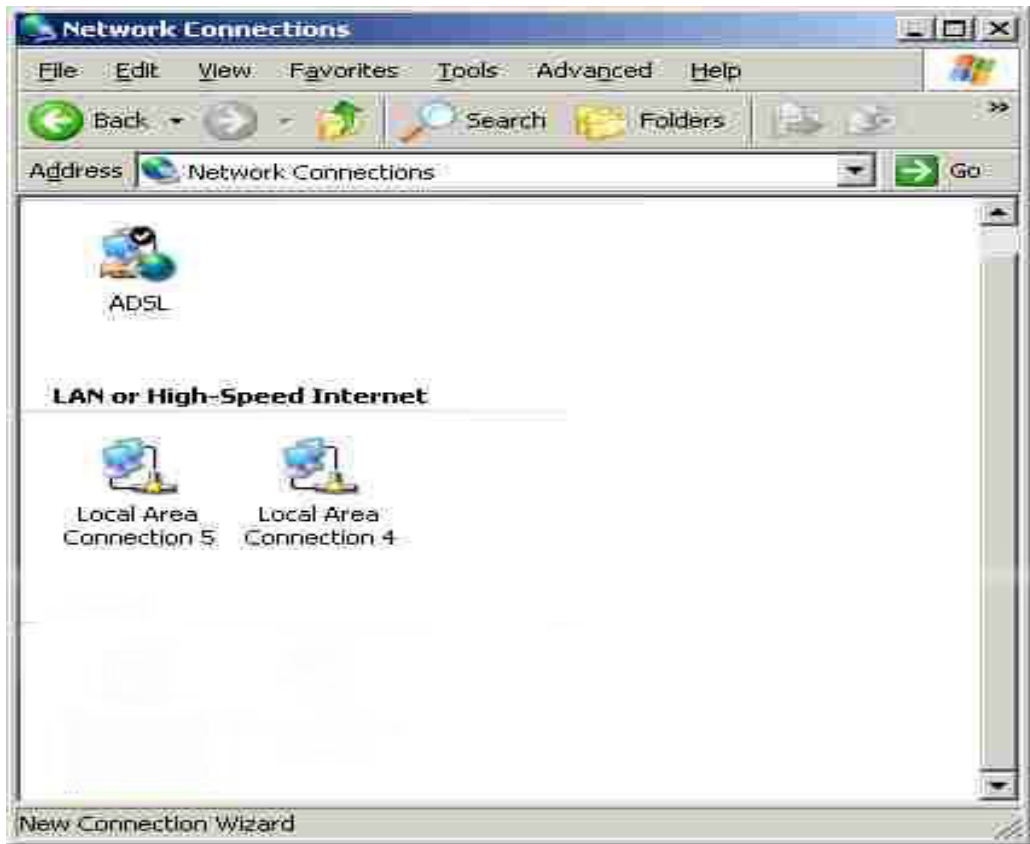 Network Connections
File Edit View Favorites Tools Advanced Help
Back Search Folders »
Address Network Connections Go
ADSL
LAN or High-Speed Internet
Local Area Connection 5
Local Area Connection 4
New Connection Wizard